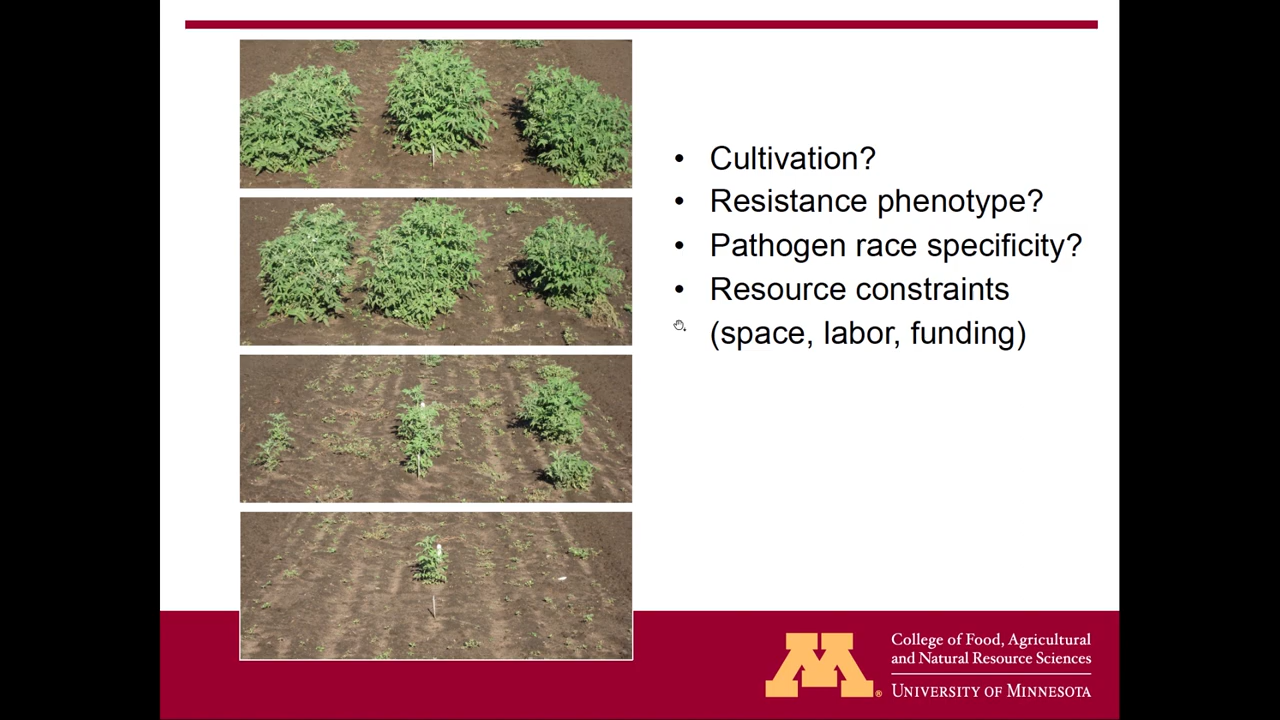 Cultivation?
Resistance phenotype?
Pathogen race specificity?
Resource constraints
(space, labor, funding)
M
College of Food, Agricultural
and Natural Resource Sciences
UNIVERSITY OF MINNESOTA